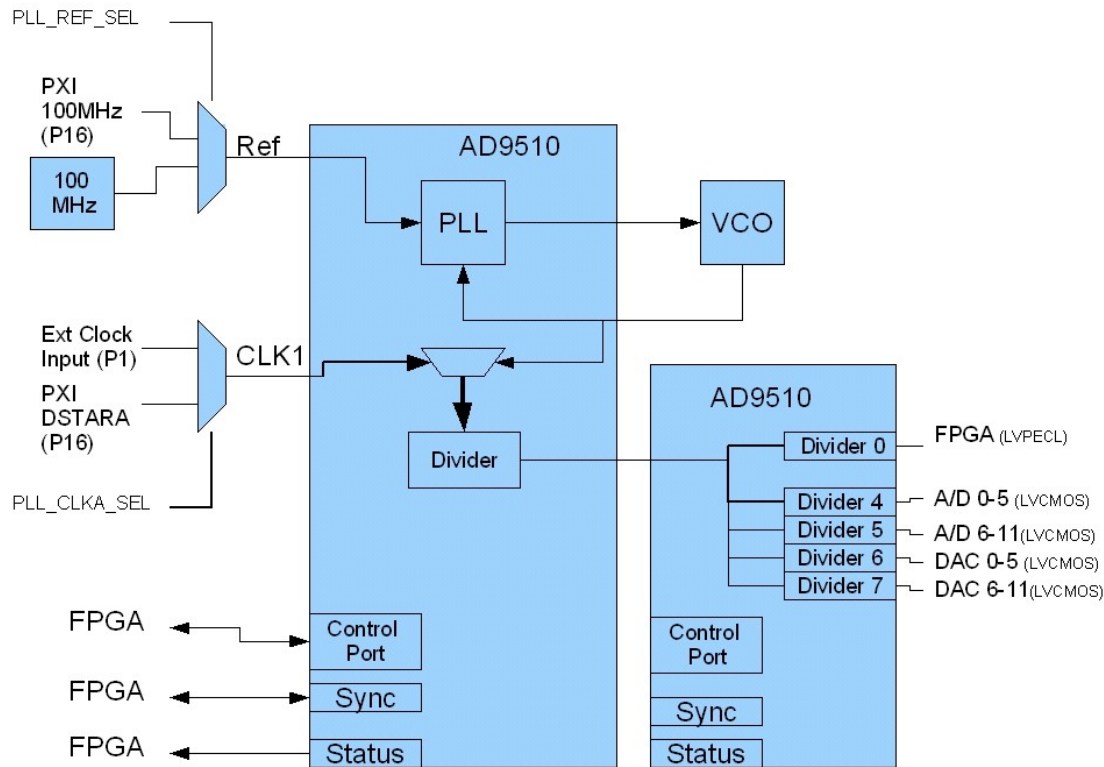 PLL_REF_SEL
PXI
100MHz
(P16)
100
MHz
Ref
AD9510
PLL
VCO
Ext Clock
Input (P1)
CLK1
PXI
DSTARA
(P16)
PLL_CLKA_SEL
Divider
AD9510
Divider 0
FPGA (LVPECL)
Divider 4
A/D 0-5 (LVCMOS)
Divider 5
A/D 6-11(LVCMOS)
Divider 6
DAC 0-5 (LVCMOS)
Divider 7
DAC 6-11(LVCMOS)
FPGA
Control
Port
FPGA
Sync
FPGA
Status
Control
Port
Sync
Status